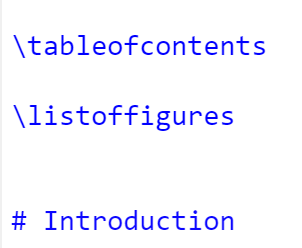 \tableofcontents
\listoffigures
# Introduction